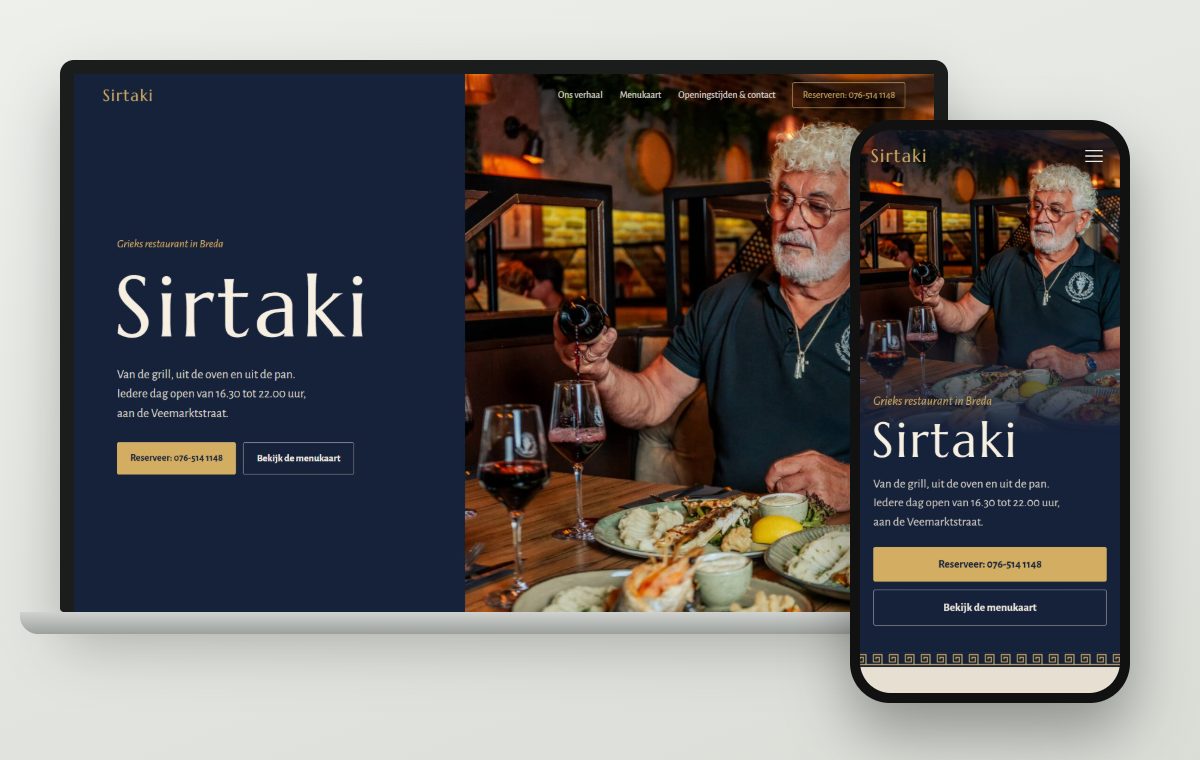 Sirtaki
Ons verhaal
Menukaart
Openingstijden & contact
Reserveren: 076-514 1148
Grieks restaurant in Breda
Sirtaki
Van de grill, uit de oven en uit de pan.
Iedere dag open van 16.30 tot 22.00 uur,
aan de Veemarktstraat.
Reserveer: 076-514 1148
Bekijk de menukaart
Sirtaki
Grieks restaurant in Breda
Sirtaki
Van de grill, uit de oven en uit de pan.
Iedere dag open van 16.30 tot 22.00 uur,
aan de Veemarktstraat.
Reserveer: 076-514 1148
Bekijk de menukaart